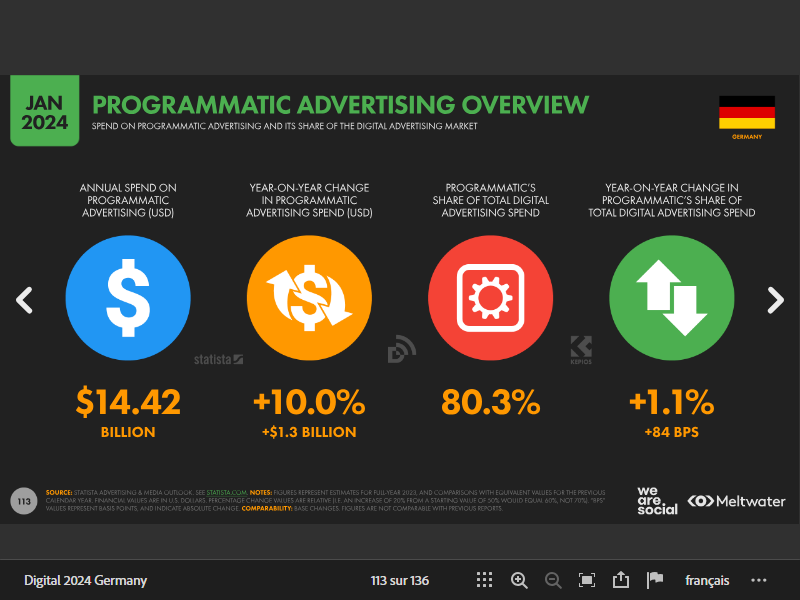 JAN
2024
PROGRAMMATIC ADVERTISING OVERVIEW
SPEND ON PROGRAMMATIC ADVERTISING AND ITS SHARE OF THE DIGITAL ADVERTISING MARKET
GERMANY
ANNUAL SPEND ON
PROGRAMMATIC
ADVERTISING (USD)
YEAR-ON-YEAR CHANGE
IN PROGRAMMATIC
ADVERTISING SPEND (USD)
PROGRAMMATIC'S
SHARE OF TOTAL DIGITAL
ADVERTISING SPEND
YEAR-ON-YEAR CHANGE IN
PROGRAMMATIC'S SHARE OF
TOTAL DIGITAL ADVERTISING SPEND
$
$
statista
KEPIOS
$14.42
BILLION
+10.0%
+$1.3 BILLION
80.3%
+1.1%
+84 BPS
113
SOURCE: STATISTA ADVERTISING & MEDIA OUTLOOK. SEE STATISTA.COM. NOTES: FIGURES REPRESENT ESTIMATES FOR FULL-YEAR 2023, AND COMPARISONS WITH EQUIVALENT VALUES FOR THE PREVIOUS
CALENDAR YEAR. FINANCIAL VALUES ARE IN U.S. DOLLARS. PERCENTAGE CHANGE VALUES ARE RELATIVE (I.E. AN INCREASE OF 20% FROM A STARTING VALUE OF 50% WOULD EQUAL 60%, NOT 70%). "BPS"
VALUES REPRESENT BASIS POINTS, AND INDICATE ABSOLUTE CHANGE. COMPARABILITY: BASE CHANGES. FIGURES ARE NOT COMPARABLE WITH PREVIOUS REPORTS.
we
are.
social
Meltwater
Digital 2024 Germany
113 sur 136
français